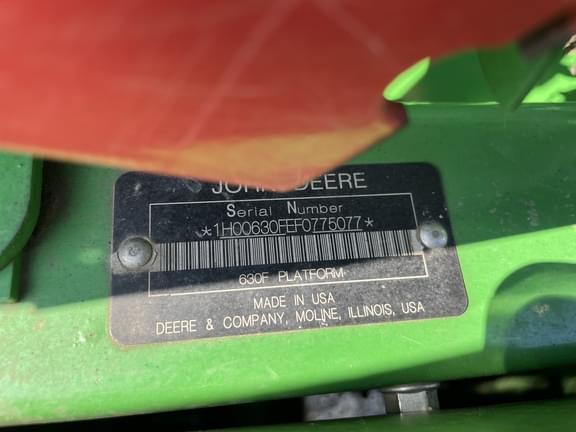 JOHN DEERE
Serial Number
*1H00630FEF0775077*
630F PLATFORM
MADE IN USA
DEERE & COMPANY, MOLINE, ILLINOIS, USA